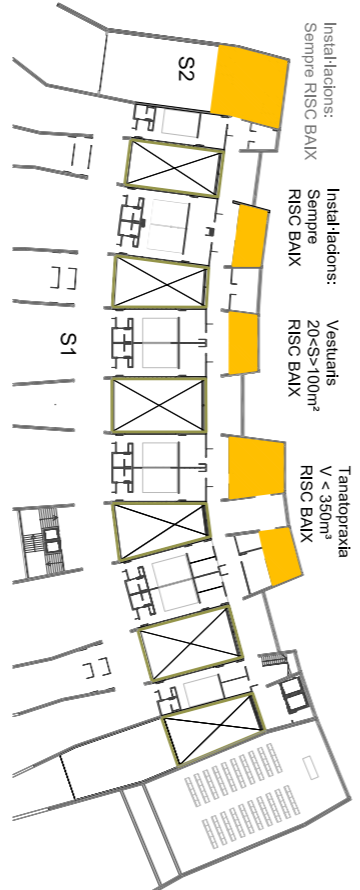 Instal·lacions:
Sempre RISC BAIX
Instal·lacions:
Sempre
RISC BAIX
Vestuaris
20<S>100m²
RISC BAIX
Tanatopraxia
V < 350m³
RISC BAIX
S2
S1